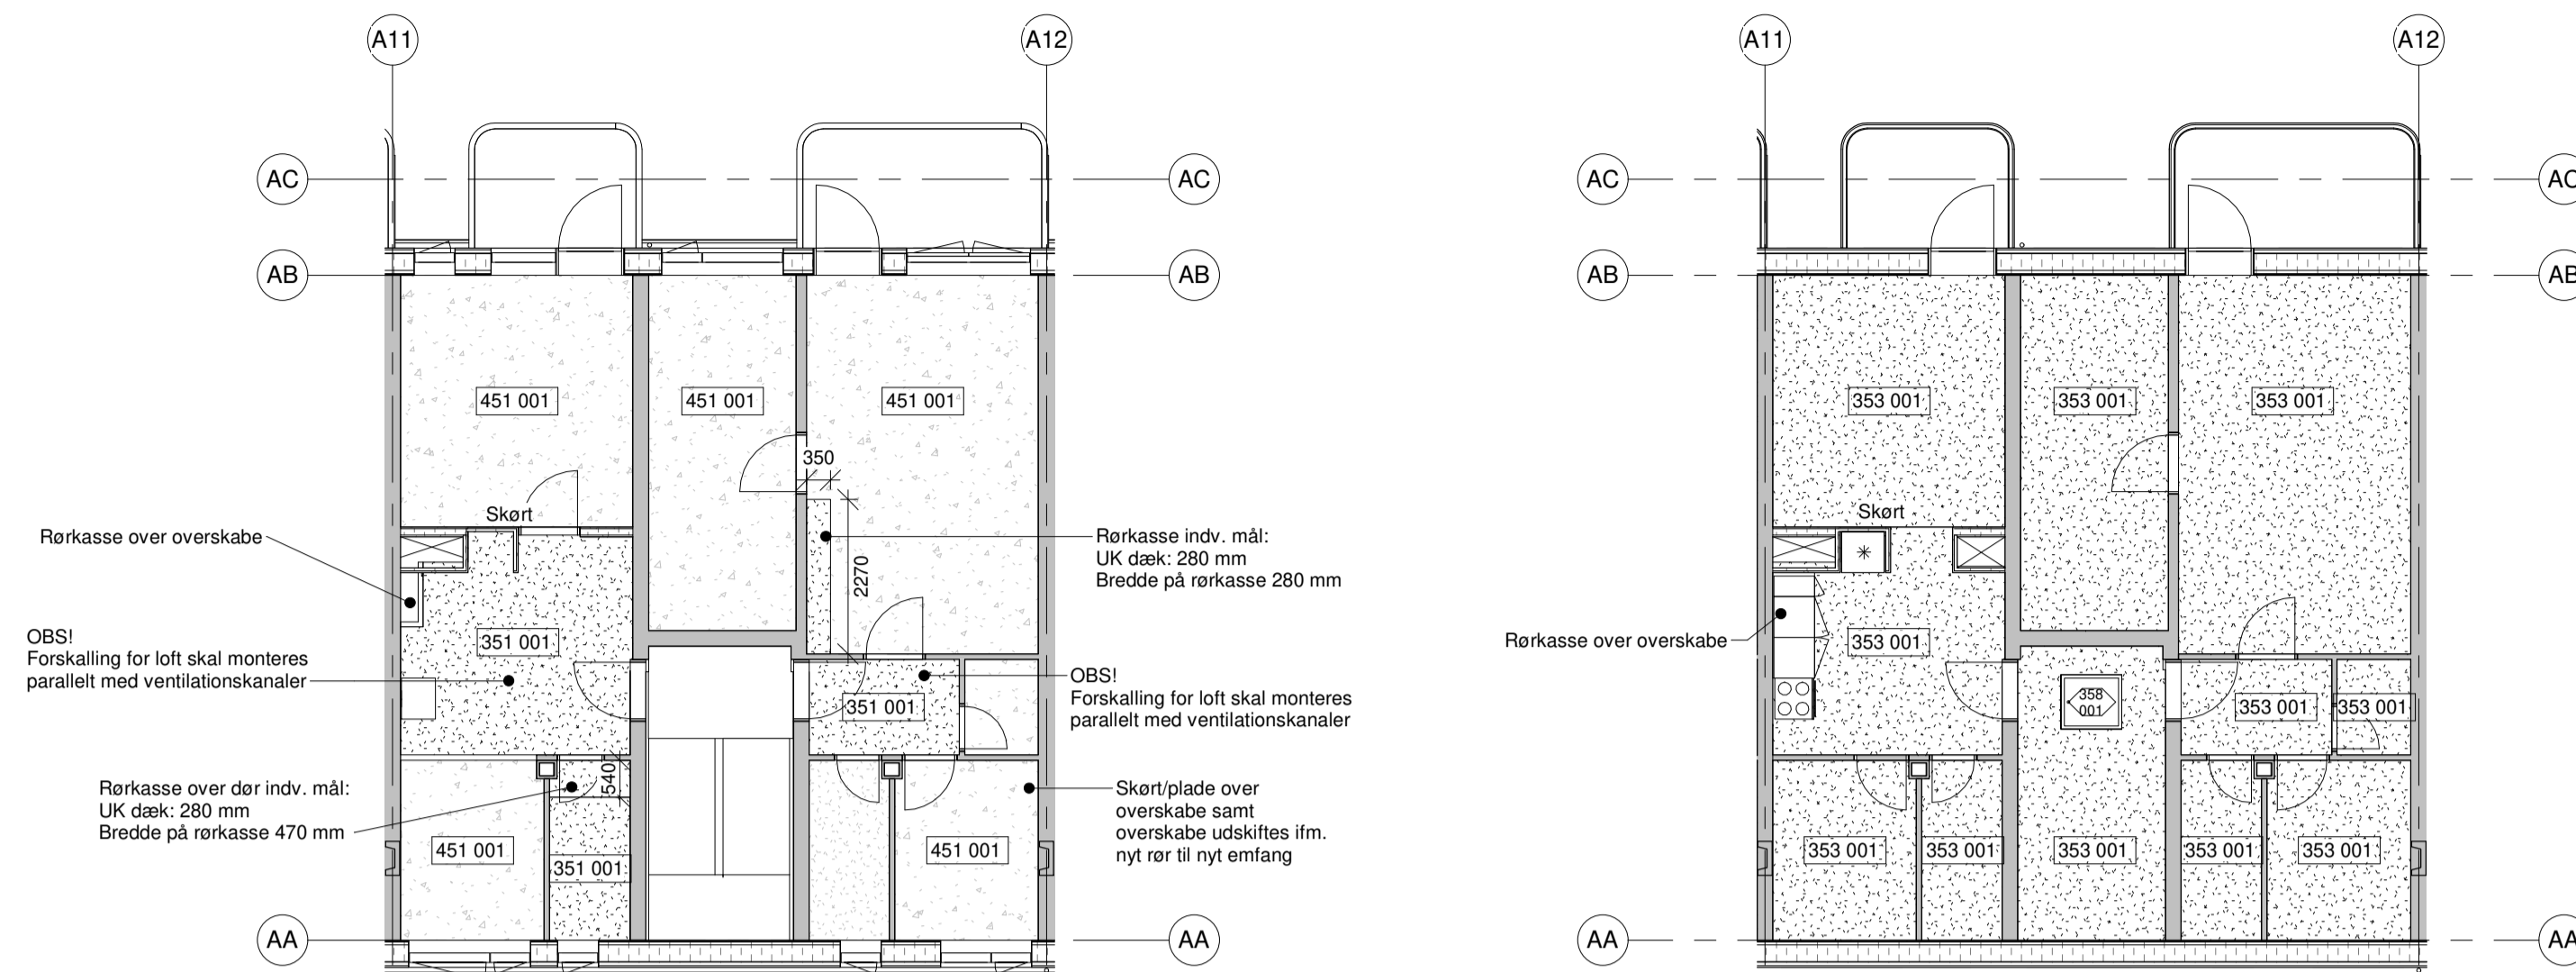 A11
A12
AC
AC
AB
AB
451 001
451 001
451 001
350
Skørt
Rørkasse over overskabe
Rørkasse indv. mål:
UK dæk: 280 mm
Bredde på rørkasse 280 mm
2270
OBS!
Forskalling for loft skal monteres
parallelt med ventilationskanaler
351 001
351 001
OBS!
Forskalling for loft skal monteres
parallelt med ventilationskanaler
Rørkasse over dør indv. mål:
UK dæk: 280 mm
Bredde på rørkasse 470 mm
540
Skørt/plade over
overskabe samt
overskabe udskiftes ifm.
nyt rør til nyt emfang
451 001
351 001
451 001
AA
AA
A11
A12
AC
AC
AB
AB
353 001
353 001
353 001
Skørt
Rørkasse over overskabe
353 001
358
001
353 001
353 001
353 001
353 001
353 001
353 001
353 001
AA
AA